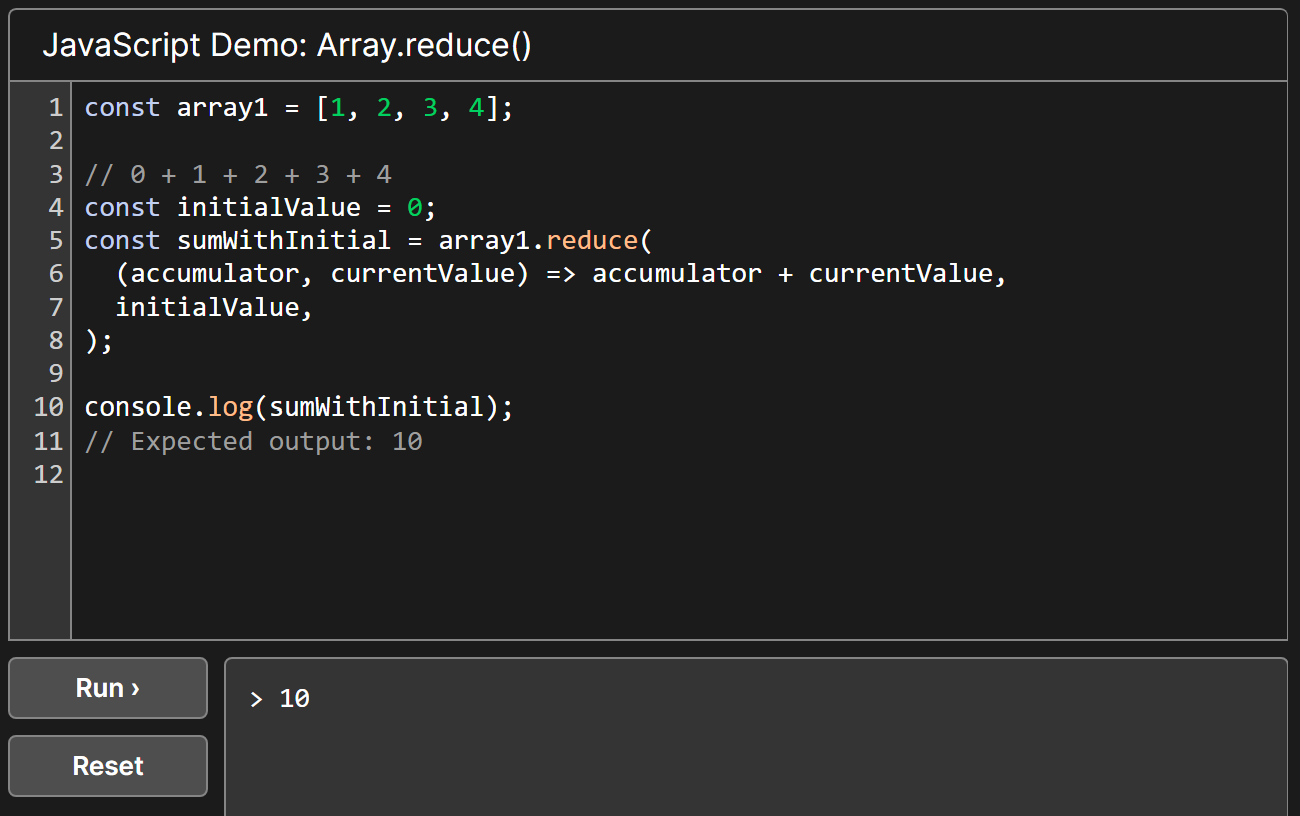 JavaScript Demo: Array.reduce()
1 const array1 = [1, 2, 3, 4];
2
3 // 0 + 1 + 2 + 3 + 4
4 const initialValue = 0;
5 const sumWithInitial = array1.reduce(
6   (accumulator, currentValue) => accumulator + currentValue,
7   initialValue,
8 );
9
10 console.log(sumWithInitial);
11 // Expected output: 10
12
Run ›
> 10
Reset